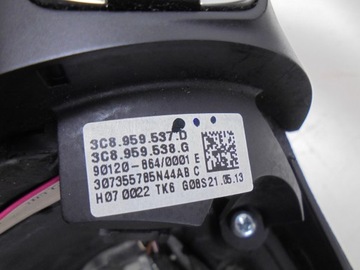 3C8.959.537.D
3C8.959.538.G
90120-864/0001 E
307355785N44AB C
H07 0022 TK6 G08S21.05.13